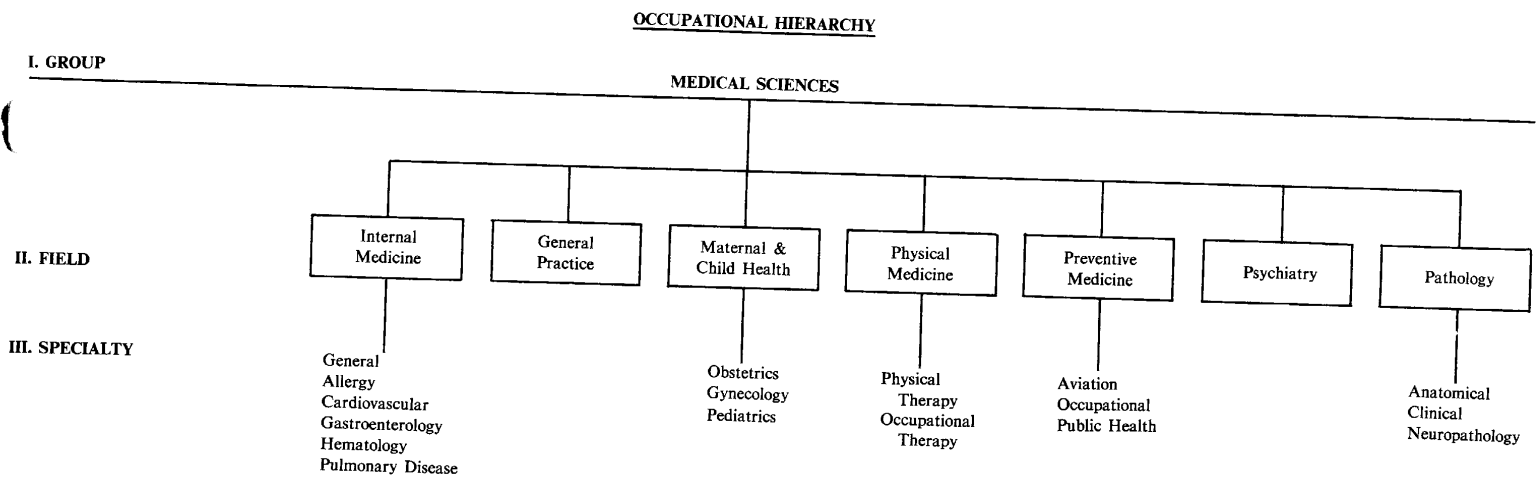 OCCUPATIONAL HIERARCHY
I. GROUP
MEDICAL SCIENCES
II. FIELD
Internal
Medicine
General
Practice
Maternal &
Child Health
Physical
Medicine
Preventive
Medicine
Psychiatry
Pathology
III. SPECIALTY
General
Allergy
Cardiovascular
Gastroenterology
Hematology
Pulmonary Disease
Obstetrics
Gynecology
Pediatrics
Physical
Therapy
Occupational
Therapy
Aviation
Occupational
Public Health
Anatomical
Clinical
Neuropathology